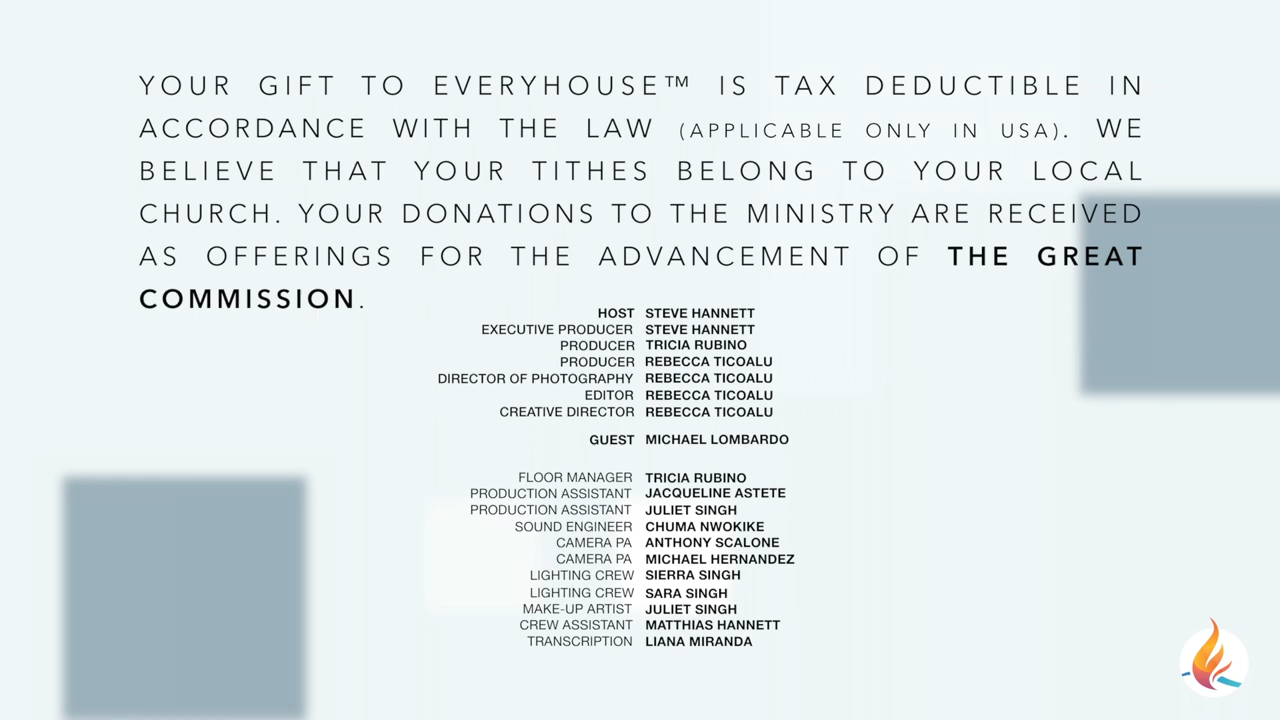 YOUR GIFT TO EVERYHOUSE™ IS TAX DEDUCTIBLE IN
ACCORDANCE WITH THE LAW (APPLICABLE ONLY IN USA). WE
BELIEVE THAT YOUR TITHES BELONG TO YOUR LOCAL
CHURCH. YOUR DONATIONS TO THE MINISTRY ARE RECEIVED
AS OFFERINGS FOR THE ADVANCEMENT OF THE GREAT
COMMISSION.
HOST STEVE HANNETT
EXECUTIVE PRODUCER STEVE HANNETT
PRODUCER TRICIA RUBINO
PRODUCER REBECCA TICOALU
DIRECTOR OF PHOTOGRAPHY REBECCA TICOALU
EDITOR REBECCA TICOALU
CREATIVE DIRECTOR REBECCA TICOALU
GUEST MICHAEL LOMBARDO
FLOOR MANAGER TRICIA RUBINO
PRODUCTION ASSISTANT JACQUELINE ASTETE
PRODUCTION ASSISTANT JULIET SINGH
SOUND ENGINEER CHUMA NWOKIKE
CAMERA PA ANTHONY SCALONE
CAMERA PA MICHAEL HERNANDEZ
LIGHTING CREW SIERRA SINGH
LIGHTING CREW SARA SINGH
MAKE-UP ARTIST JULIET SINGH
CREW ASSISTANT MATTHIAS HANNETT
TRANSCRIPTION LIANA MIRANDA